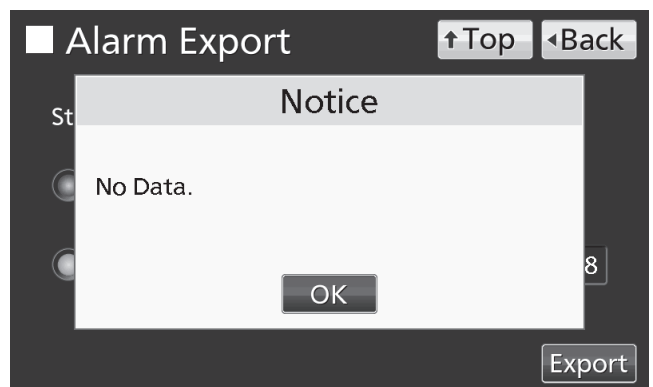 Alarm Export
↑Top
◂Back
St
Notice
No Data.
8
OK
Export